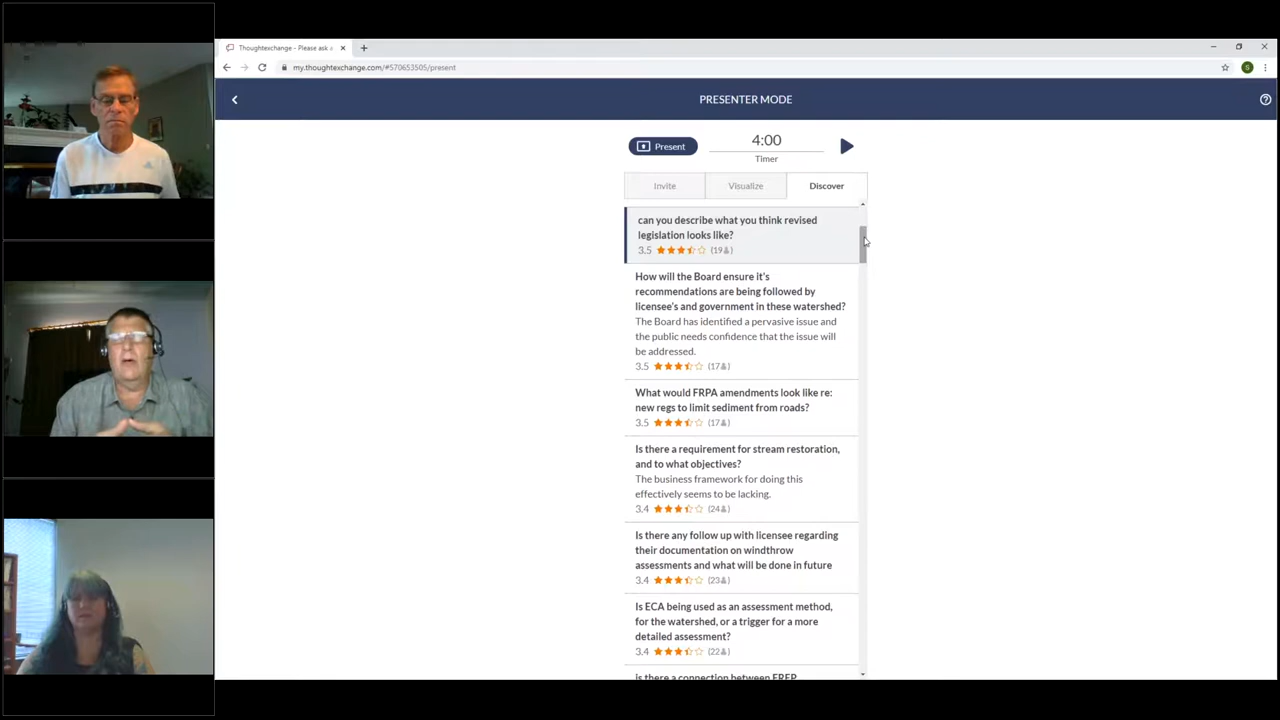 Thoughtexchange - Please ask a
my.thoughtexchange.com/#570653505/present
S
PRESENTER MODE
Present
4:00
Timer
Invite
Visualize
Discover
can you describe what you think revised
legislation looks like?
3.5 (19)
How will the Board ensure it's
recommendations are being followed by
licensee's and government in these watershed?
The Board has identified a pervasive issue and
the public needs confidence that the issue will
be addressed.
3.5 (17)
What would FRPA amendments look like re:
new regs to limit sediment from roads?
3.5 (17)
Is there a requirement for stream restoration,
and to what objectives?
The business framework for doing this
effectively seems to be lacking.
3.4 (24)
Is there any follow up with licensee regarding
their documentation on windthrow
assessments and what will be done in future
3.4 (23)
Is ECA being used as an assessment method,
for the watershed, or a trigger for a more
detailed assessment?
3.4 (22)
is there a connection between FREP